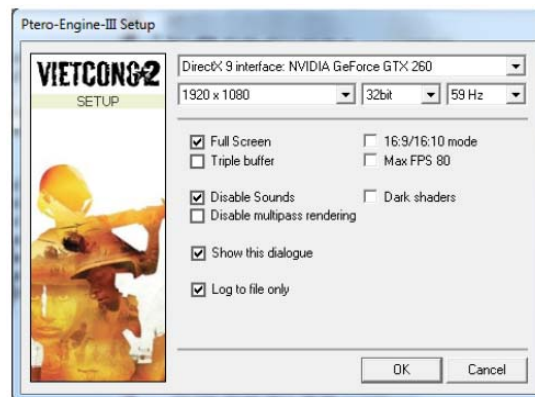 Ptero-Engine-III Setup
VIETCONG★2
SETUP
DirectX 9 interface: NVIDIA GeForce GTX 260
1920 x 1080 32bit 59 Hz
Full Screen 16:9/16:10 mode
Triple buffer Max FPS 80
Disable Sounds Dark shaders
Disable multipass rendering
Show this dialogue
Log to file only
OK Cancel